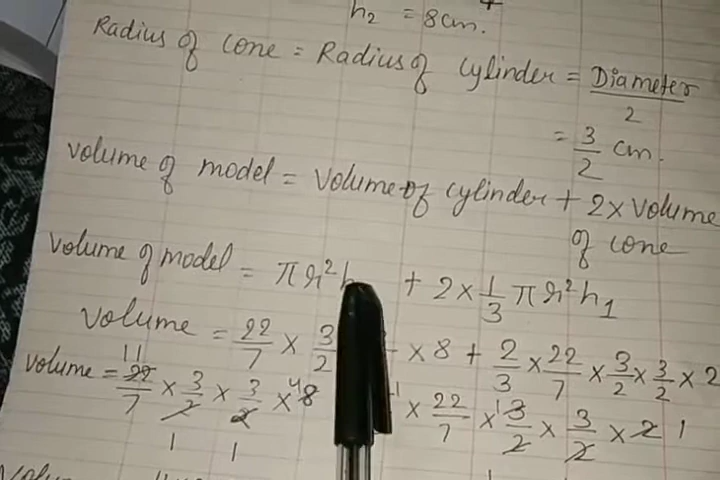 h₂ = 8cm.
Radius of cone = Radius of cylinder = Diameter/2
= 3/2 cm.
Volume of model = Volume of cylinder + 2 × Volume
of cone
Volume of model = πr²h + 2 × 1/3 πr²h₁
Volume = 22/7 × 3/2 × 8 + 2/3 × 22/7 × 3/2 × 3/2 × 2
11 4
Volume = 22/7 × 3/2 × 3/2 × 8 × 22/7 × 3/2 × 3/2 × 2 1
1 1